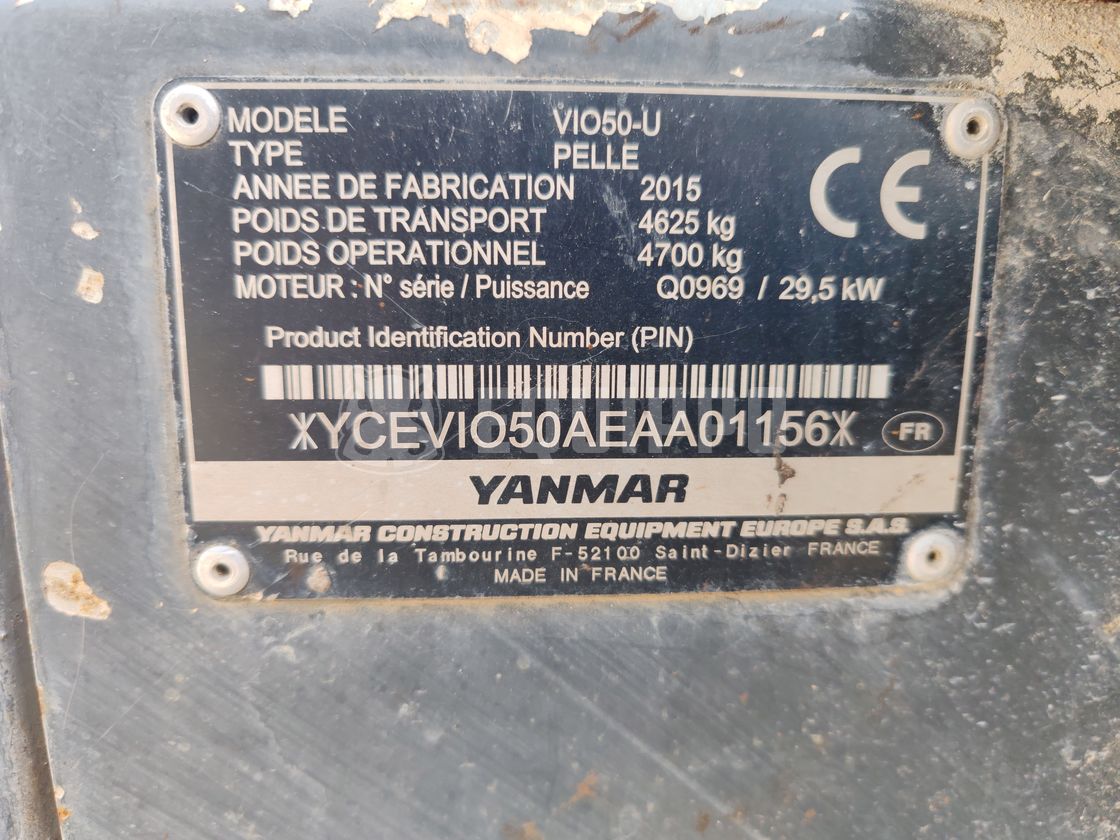 MODELE VIO50-U
TYPE PELLE
ANNEE DE FABRICATION 2015
POIDS DE TRANSPORT 4625 kg
POIDS OPERATIONNEL 4700 kg
MOTEUR : N° série / Puissance Q0969 / 29,5 kW
CE
Product Identification Number (PIN)
*YCEVIO50AEAA01156*
FR
YANMAR
YANMAR CONSTRUCTION EQUIPMENT EUROPE S.A.S
Rue de la Tambourine F-52100 Saint-Dizier FRANCE
MADE IN FRANCE